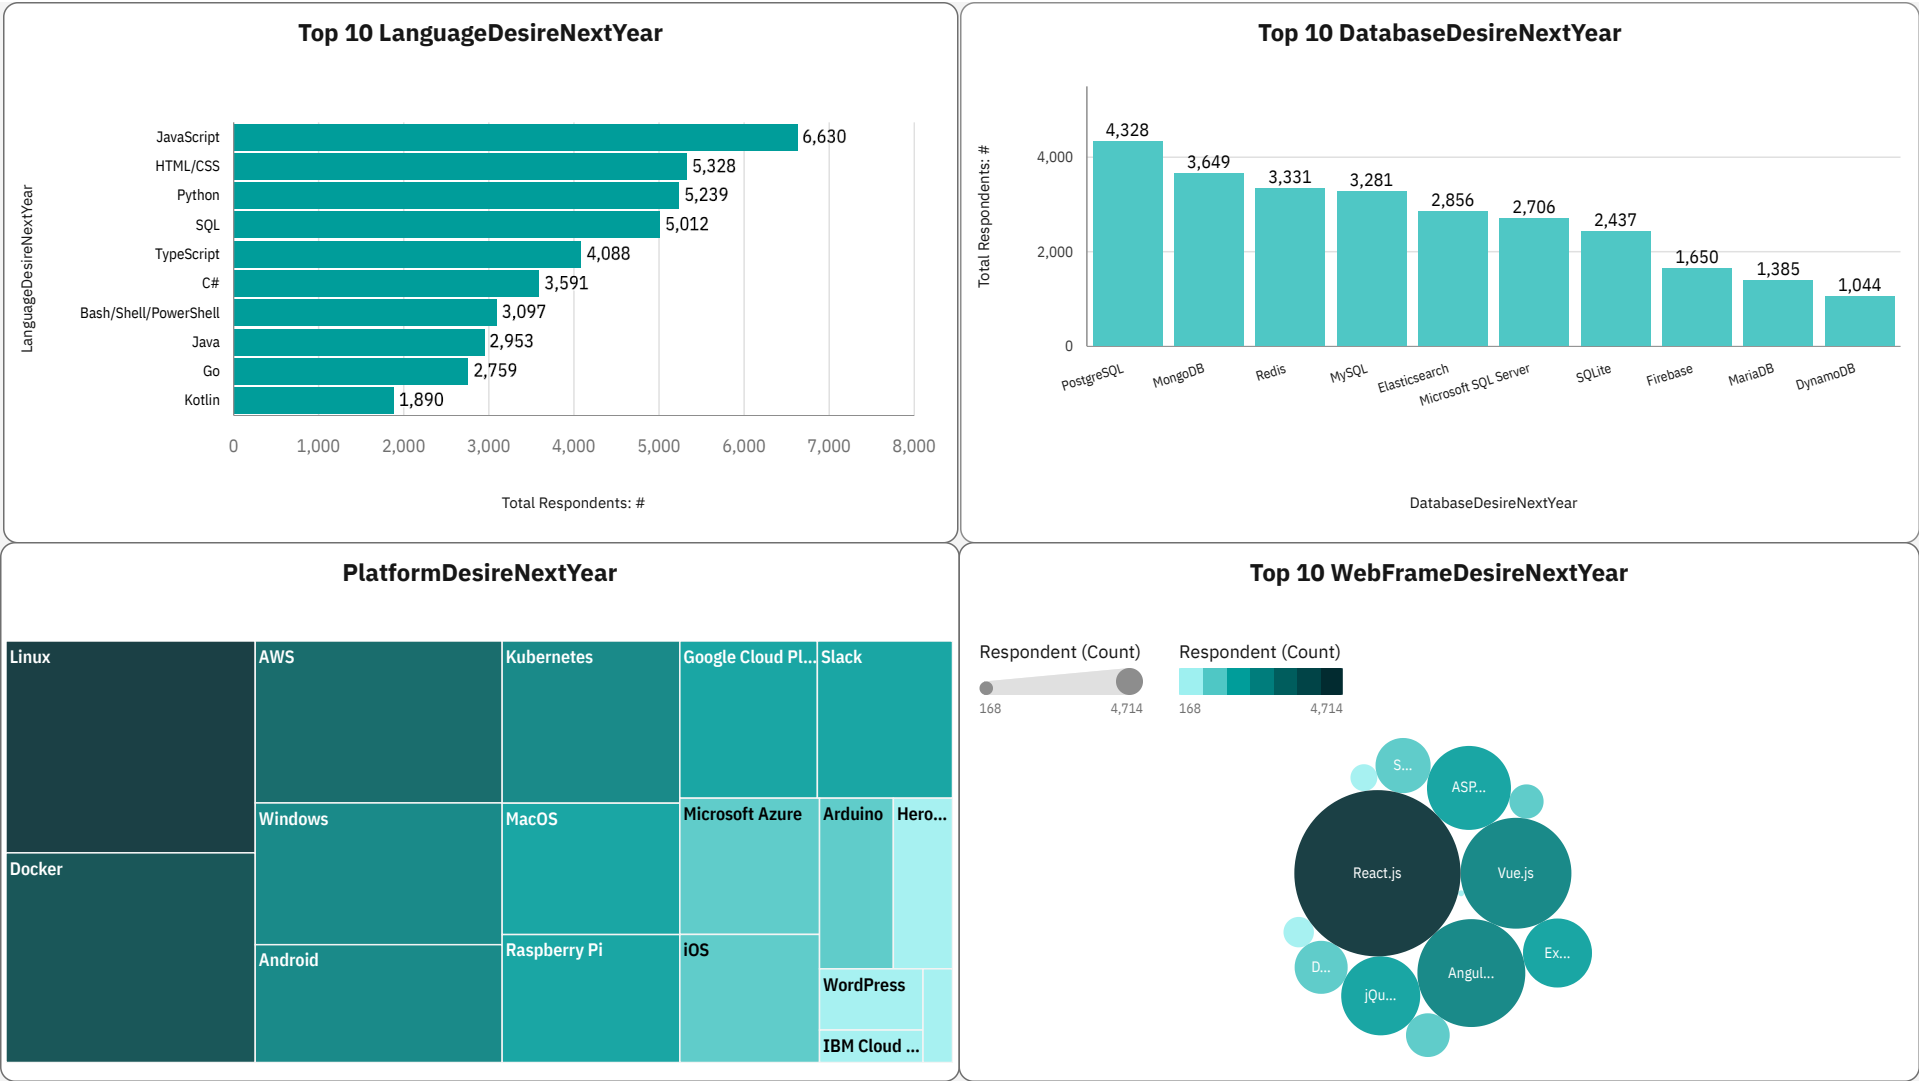 Top 10 LanguageDesireNextYear
LanguageDesireNextYear
JavaScript 6,630
HTML/CSS 5,328
Python 5,239
SQL 5,012
TypeScript 4,088
C# 3,591
Bash/Shell/PowerShell 3,097
Java 2,953
Go 2,759
Kotlin 1,890
0 1,000 2,000 3,000 4,000 5,000 6,000 7,000 8,000
Total Respondents: #
Top 10 DatabaseDesireNextYear
Total Respondents: #
4,000
2,000
0
4,328 3,649 3,331 3,281 2,856 2,706 2,437 1,650 1,385 1,044
PostgreSQL MongoDB Redis MySQL Elasticsearch Microsoft SQL Server SQLite Firebase MariaDB DynamoDB
DatabaseDesireNextYear
PlatformDesireNextYear
Linux
Docker
AWS
Windows
Android
Kubernetes
MacOS
Raspberry Pi
Google Cloud Pl...
Slack
Microsoft Azure
iOS
Arduino
Hero...
WordPress
IBM Cloud ...
Top 10 WebFrameDesireNextYear
Respondent (Count)
168 4,714
Respondent (Count)
168 4,714
S...
ASP...
React.js
Vue.js
Ex...
Angul...
D...
jQu...